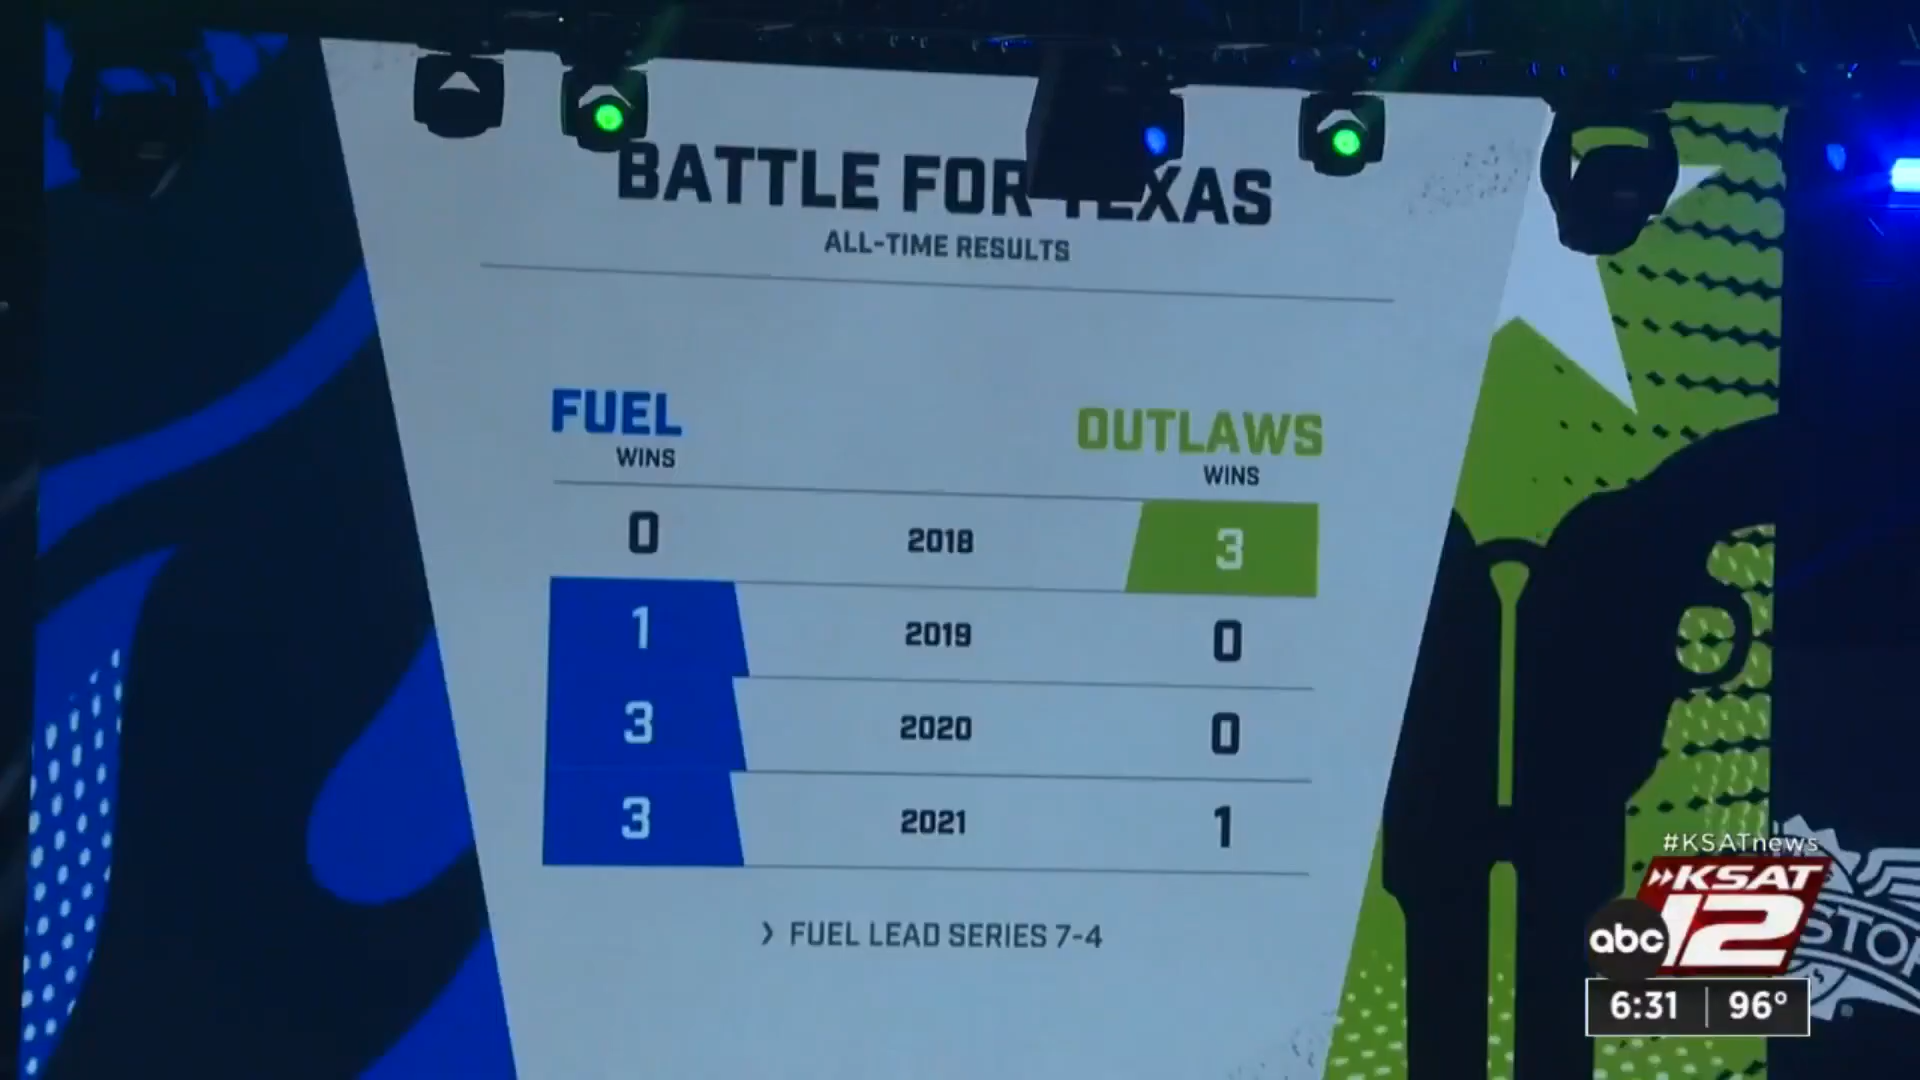 BATTLE FOR TEXAS
ALL-TIME RESULTS
FUEL
WINS
OUTLAWS
WINS
0 2018 3
1 2019 0
3 2020 0
3 2021 1
› FUEL LEAD SERIES 7-4
#KSATnews
KSAT
abc 12
6:31 96°